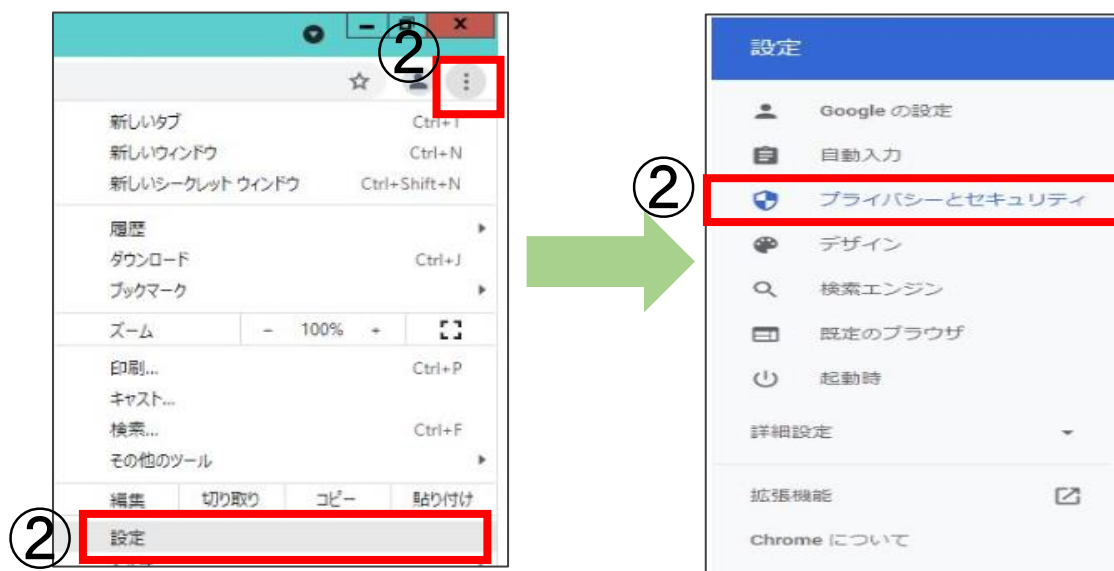 ②
新しいタブ Ctrl+T
新しいウィンドウ Ctrl+N
新しいシークレット ウィンドウ Ctrl+Shift+N
履歴
ダウンロード Ctrl+J
ブックマーク
ズーム - 100% +
印刷... Ctrl+P
キャスト...
検索... Ctrl+F
その他のツール
編集 切り取り コピー 貼り付け
② 設定
設定
Google の設定
自動入力
② プライバシーとセキュリティ
デザイン
検索エンジン
既定のブラウザ
起動時
詳細設定
拡張機能
Chrome について